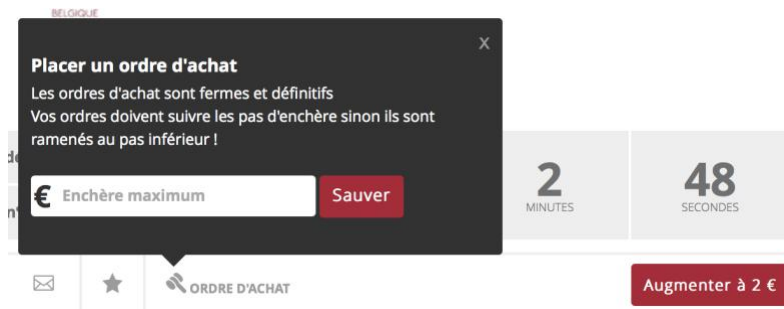 BELGIQUE
X
Placer un ordre d'achat
Les ordres d'achat sont fermes et définitifs
Vos ordres doivent suivre les pas d'enchère sinon ils sont
ramenés au pas inférieur !
€ Enchère maximum
Sauver
2
MINUTES
48
SECONDES
ORDRE D'ACHAT
Augmenter à 2 €